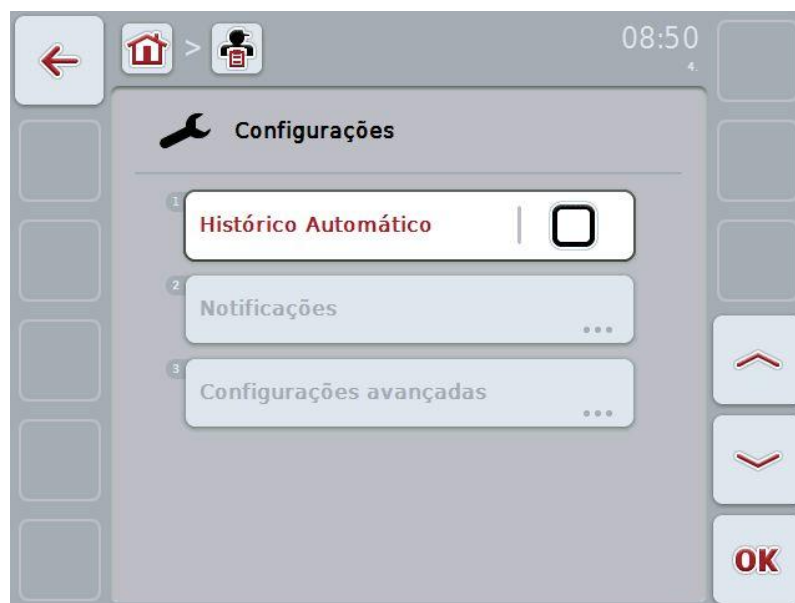 >
08:50
4.
Configurações
1
Histórico Automático
2
Notificações
...
3
Configurações avançadas
...
OK